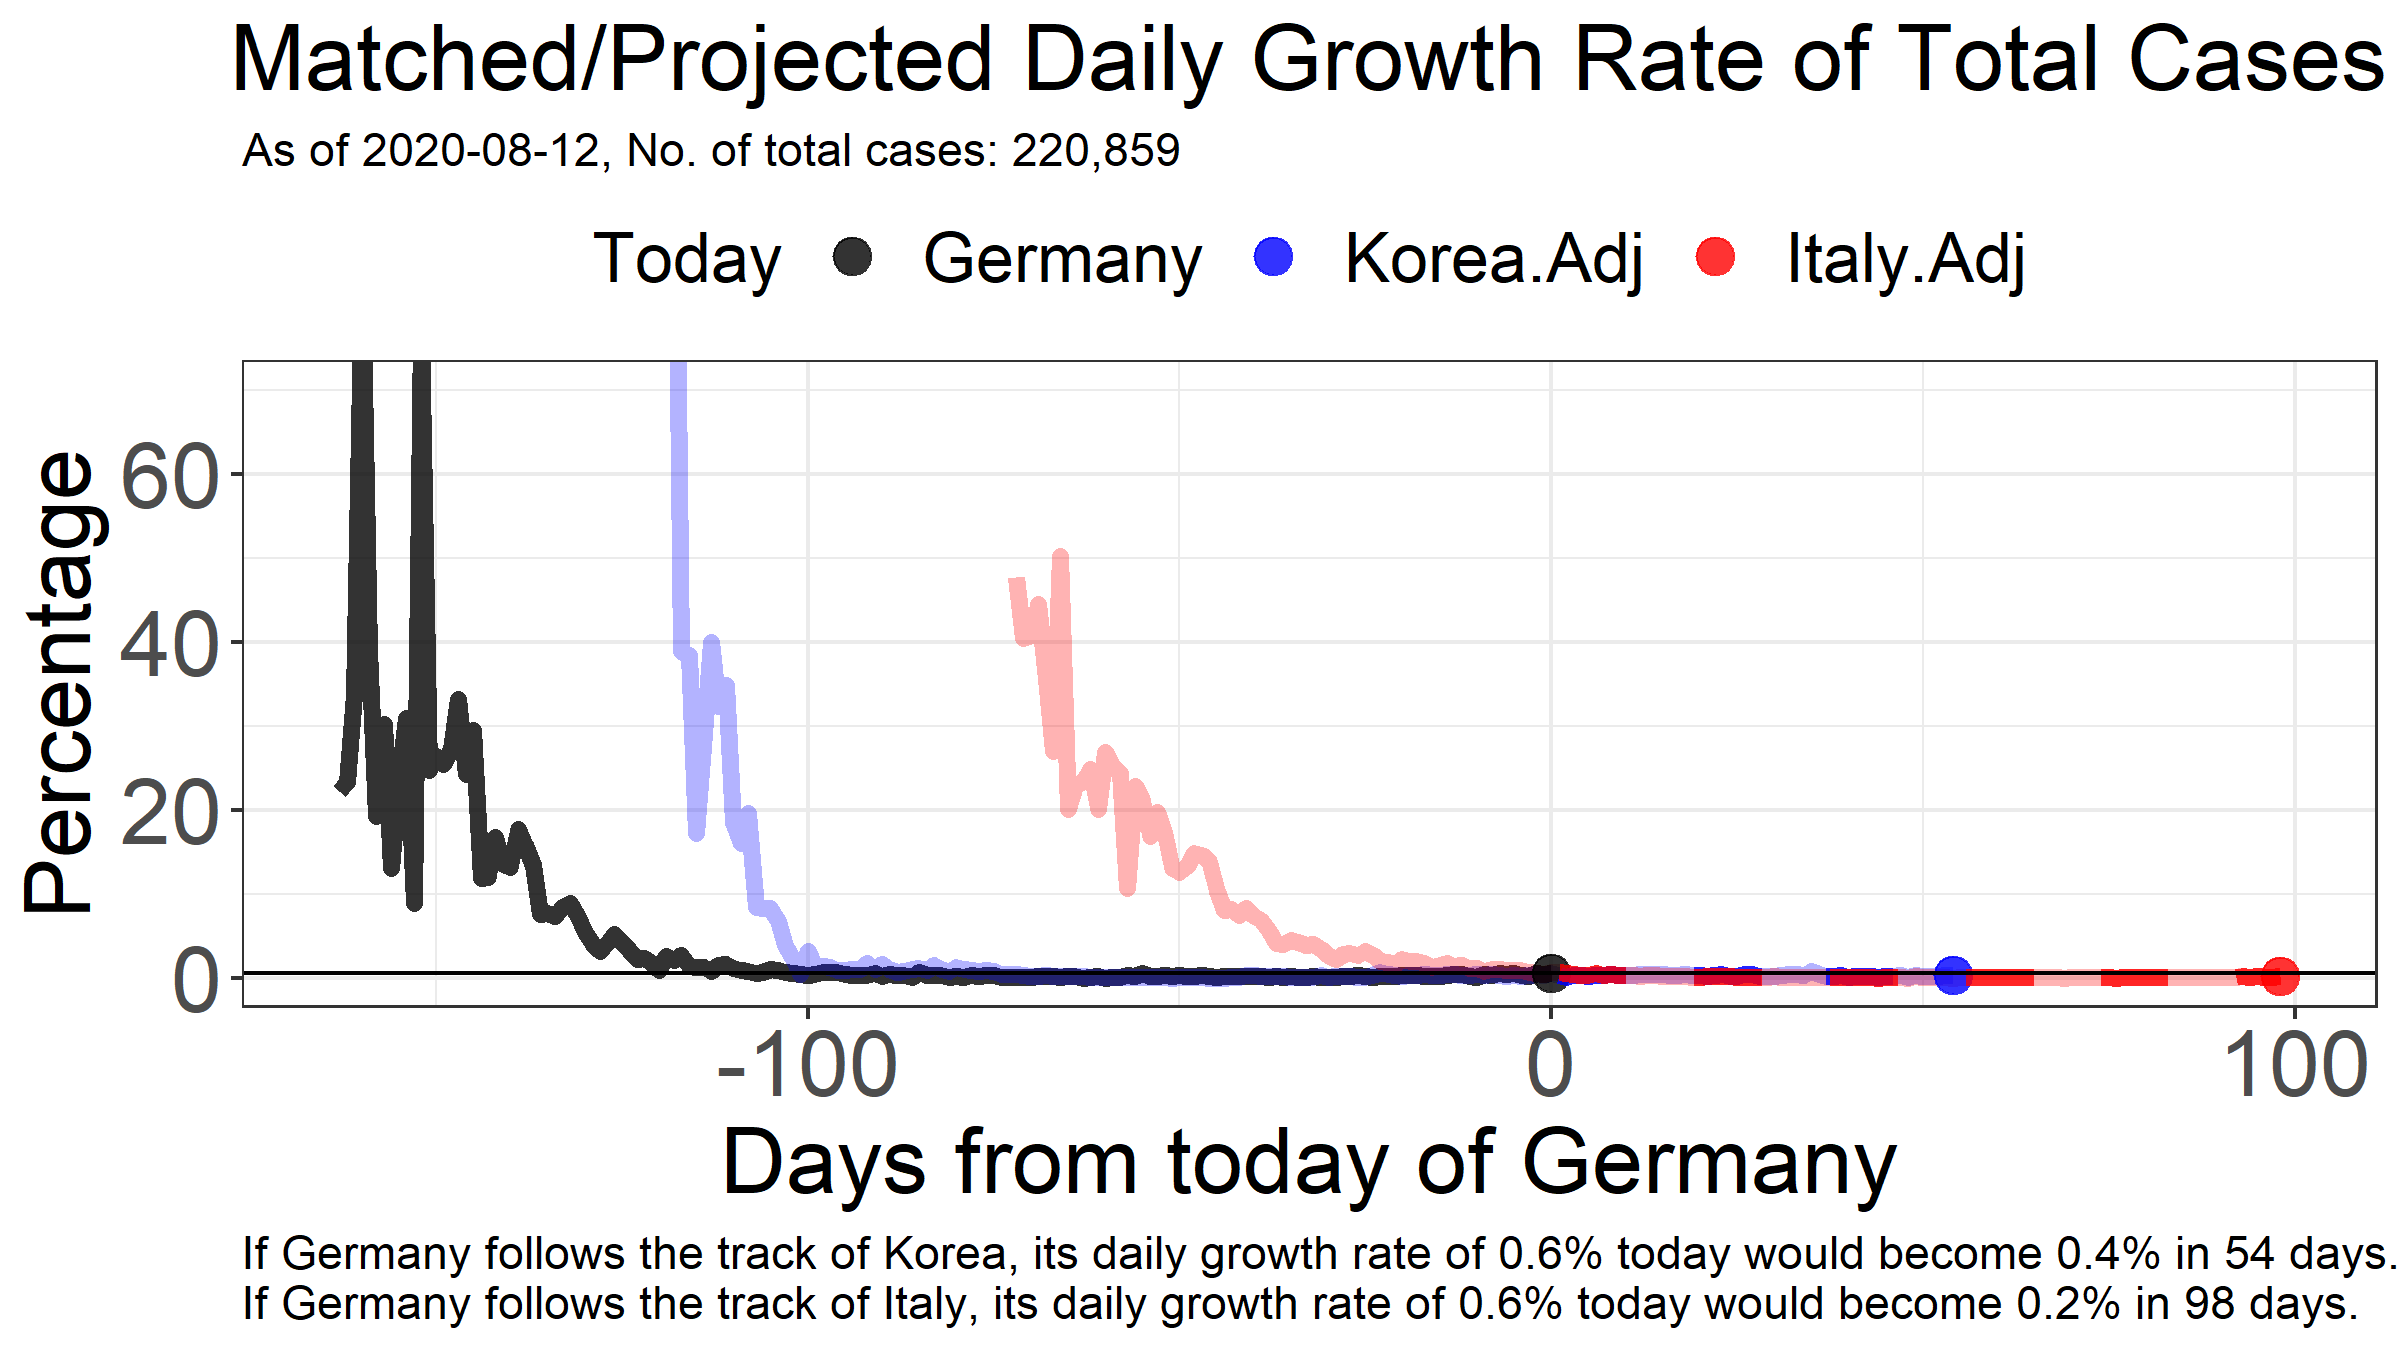 Matched/Projected Daily Growth Rate of Total Cases
As of 2020-08-12, No. of total cases: 220,859
Today Germany Korea.Adj Italy.Adj
Percentage
60
40
20
0
-100 0 100
Days from today of Germany
If Germany follows the track of Korea, its daily growth rate of 0.6% today would become 0.4% in 54 days.
If Germany follows the track of Italy, its daily growth rate of 0.6% today would become 0.2% in 98 days.